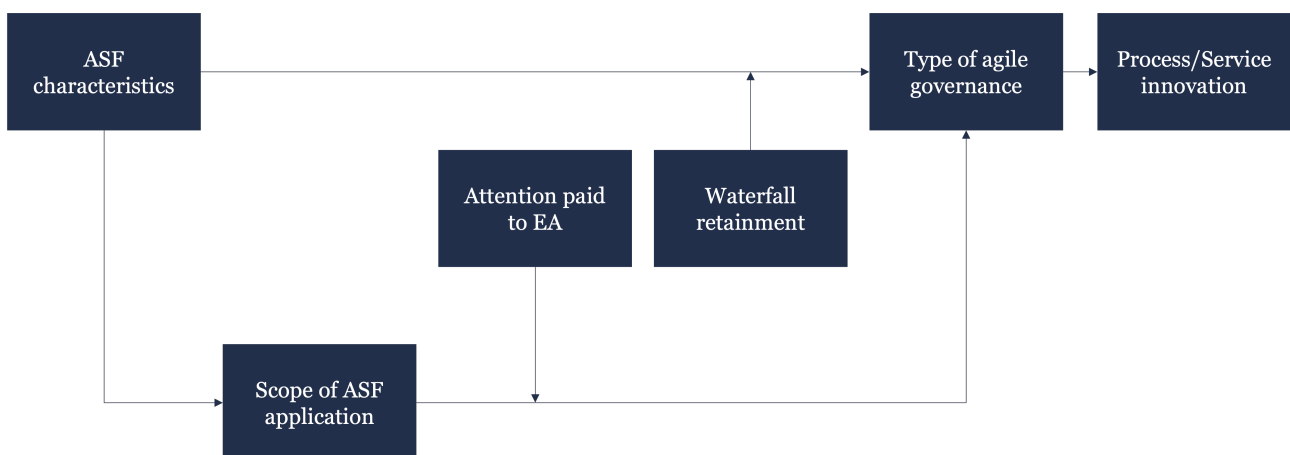 ASF
characteristics
Type of agile
governance
Process/Service
innovation
Attention paid
to EA
Waterfall
retainment
Scope of ASF
application